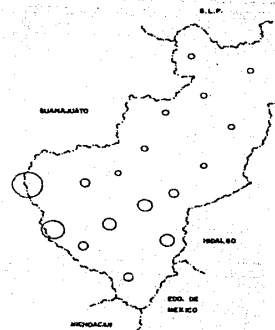 S.L.P.
GUANAJUATO
HIDALGO
EDO. DE
MEXICO
MICHOACAN